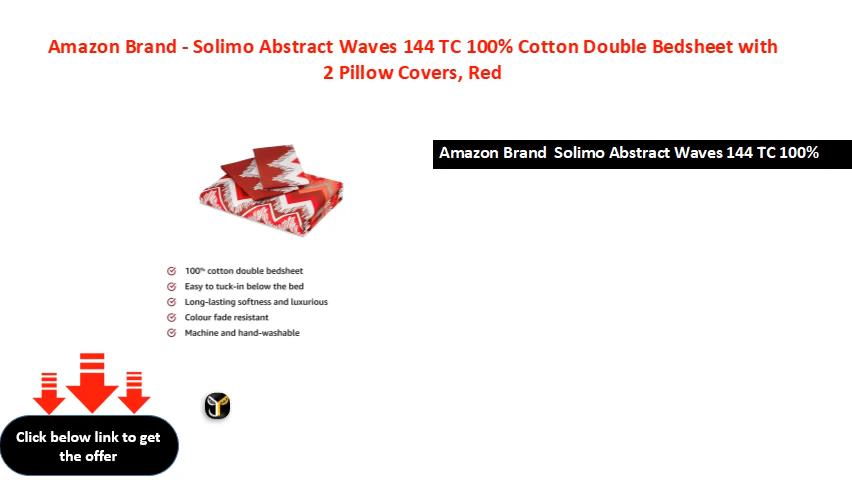 Amazon Brand - Solimo Abstract Waves 144 TC 100% Cotton Double Bedsheet with
2 Pillow Covers, Red
Amazon Brand  Solimo Abstract Waves 144 TC 100%
100% cotton double bedsheet
Easy to tuck-in below the bed
Long-lasting softness and luxurious
Colour fade resistant
Machine and hand-washable
Click below link to get
the offer